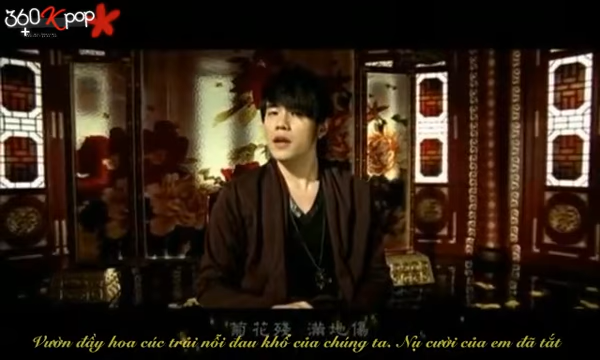 360Kpop
菊花殘 滿地傷
Vườn đầy hoa cúc trãi nỗi đau khổ của chúng ta. Nụ cười của em đã tắt